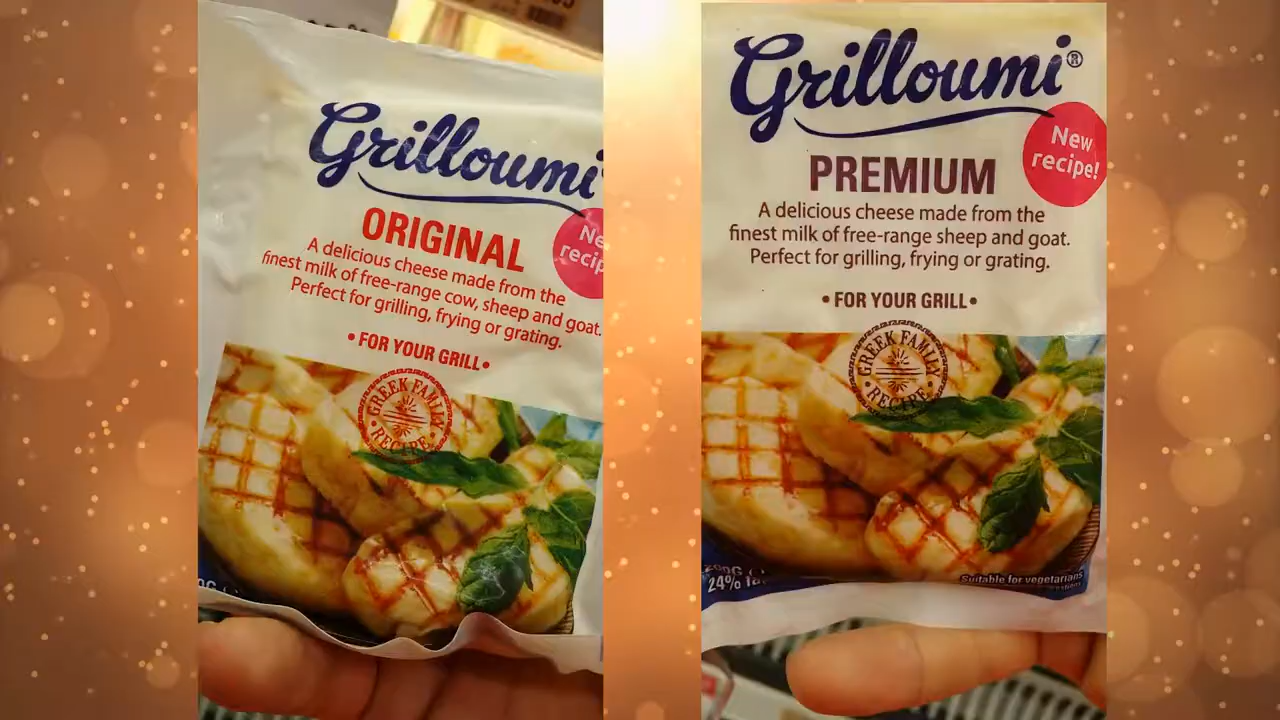 Grilloumi
New
recipe!
ORIGINAL
A delicious cheese made from the
finest milk of free-range cow, sheep and goat.
Perfect for grilling, frying or grating.
• FOR YOUR GRILL •
GREEK FAMILY
RECIPE
Grilloumi®
New
recipe!
PREMIUM
A delicious cheese made from the
finest milk of free-range sheep and goat.
Perfect for grilling, frying or grating.
• FOR YOUR GRILL •
GREEK FAMILY
RECIPE
200G
24%
Suitable for vegetarians